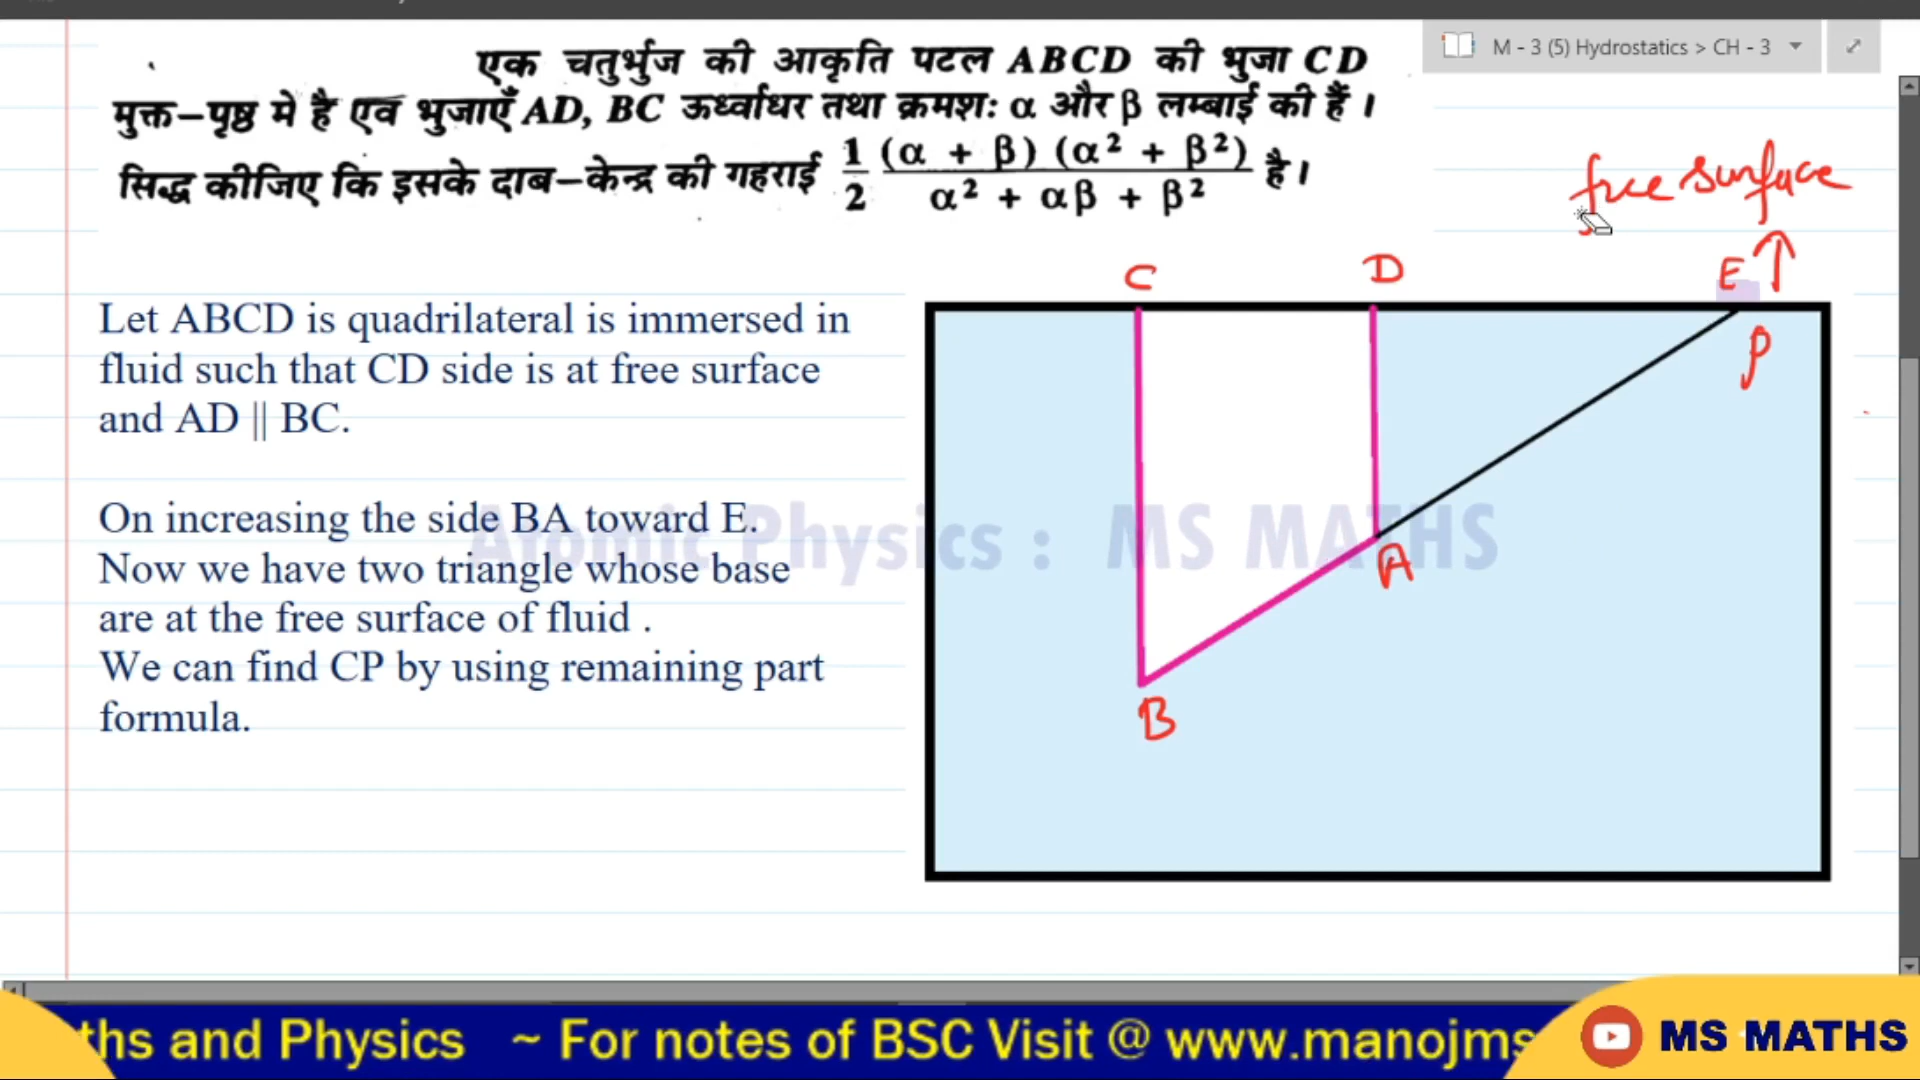 M - 3 (5) Hydrostatics > CH - 3
एक चतुर्भुज की आकृति पटल ABCD की भुजा CD
मुक्त-पृष्ठ मे है एवं भुजाएँ AD, BC ऊर्ध्वाधर तथा क्रमश: α और β लम्बाई की हैं ।
सिद्ध कीजिए कि इसके दाब-केन्द्र की गहराई 1/2 (α + β) (α² + β²) / α² + αβ + β² है ।
free surface
C D E
P
Let ABCD is quadrilateral is immersed in
fluid such that CD side is at free surface
and AD || BC.
On increasing the side BA toward E.
Now we have two triangle whose base
are at the free surface of fluid .
We can find CP by using remaining part
formula.
Atomic Physics : MS MATHS
A
B
ths and Physics ~ For notes of BSC Visit @ www.manojms
MS MATHS